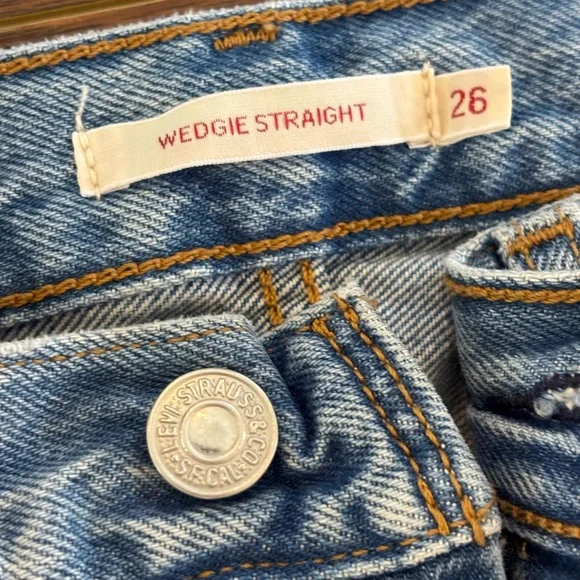 WEDGIE STRAIGHT
26
LEVI STRAUSS & CO.
S.F. CAL